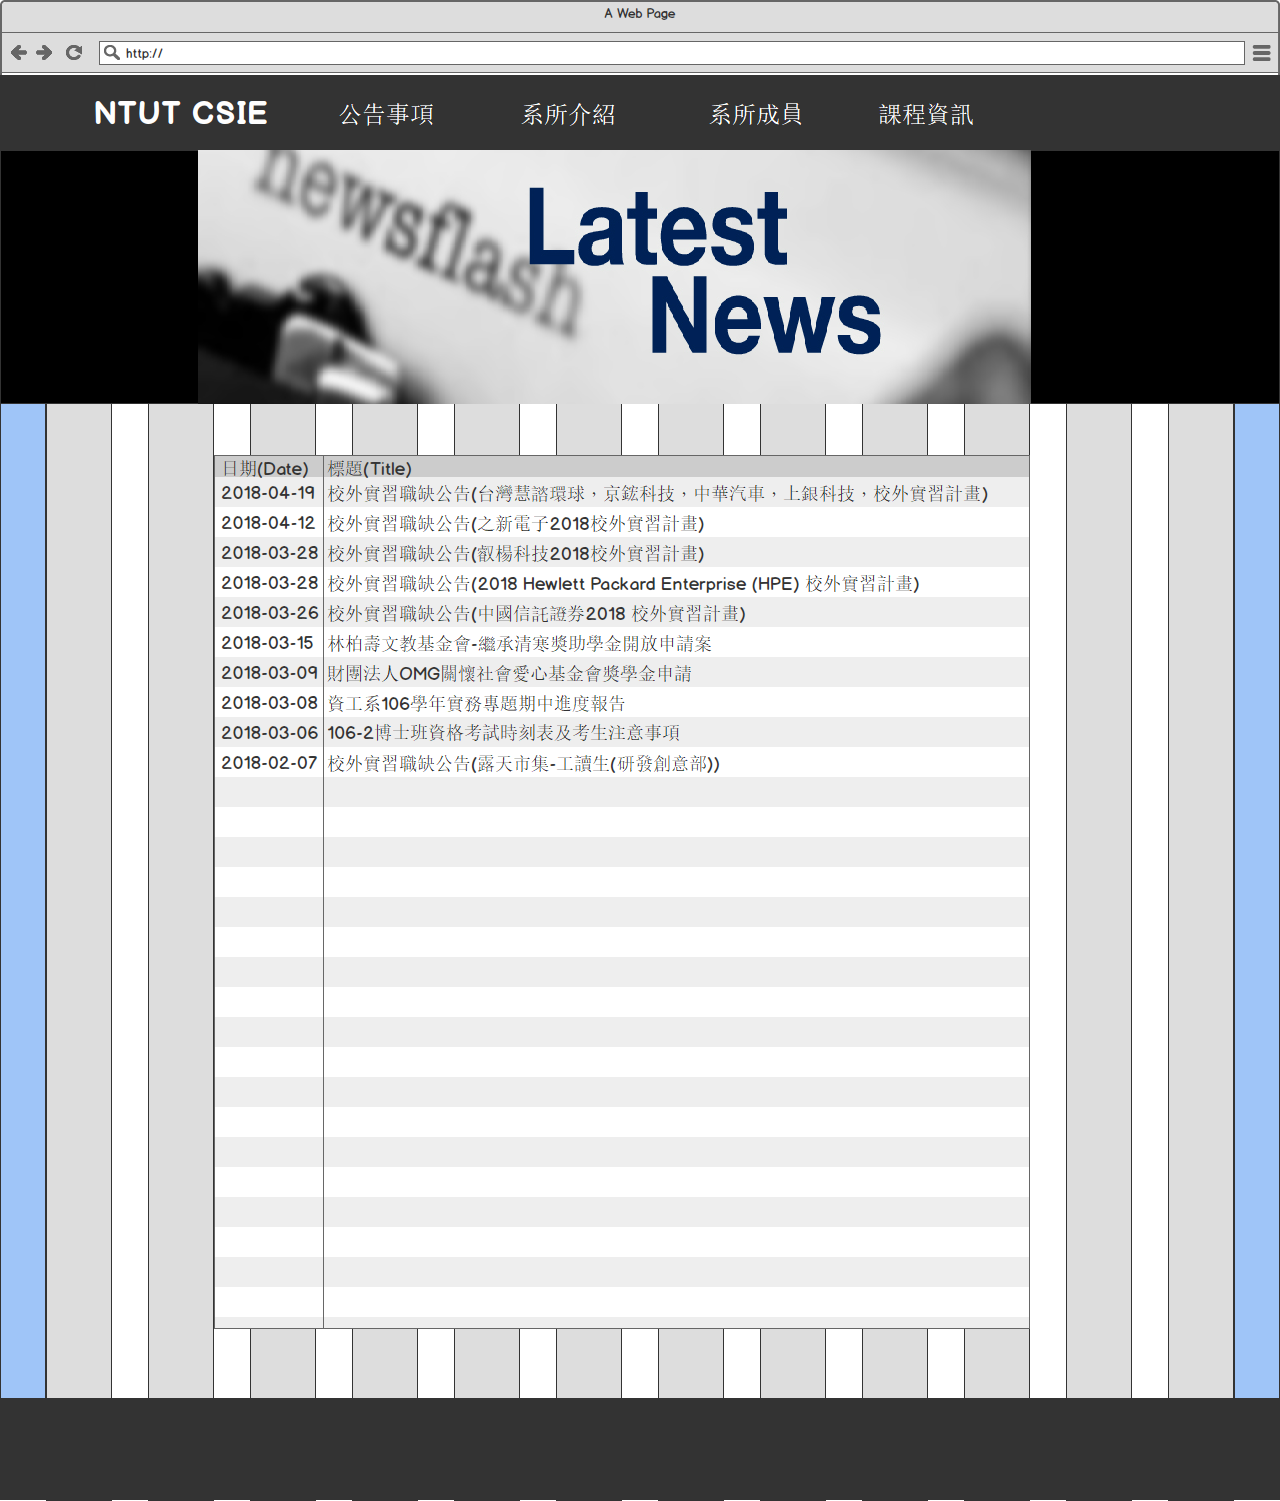 A Web Page
http://
NTUT CSIE 公告事項 系所介紹 系所成員 課程資訊
newsflash
Latest
News
日期(Date) 標題(Title)
2018-04-19 校外實習職缺公告(台灣慧諮環球，京鋐科技，中華汽車，上銀科技，校外實習計畫)
2018-04-12 校外實習職缺公告(之新電子2018校外實習計畫)
2018-03-28 校外實習職缺公告(叡楊科技2018校外實習計畫)
2018-03-28 校外實習職缺公告(2018 Hewlett Packard Enterprise (HPE) 校外實習計畫)
2018-03-26 校外實習職缺公告(中國信託證券2018 校外實習計畫)
2018-03-15 林柏壽文教基金會-繼承清寒獎助學金開放申請案
2018-03-09 財團法人OMG關懷社會愛心基金會獎學金申請
2018-03-08 資工系106學年實務專題期中進度報告
2018-03-06 106-2博士班資格考試時刻表及考生注意事項
2018-02-07 校外實習職缺公告(露天市集-工讀生(研發創意部))